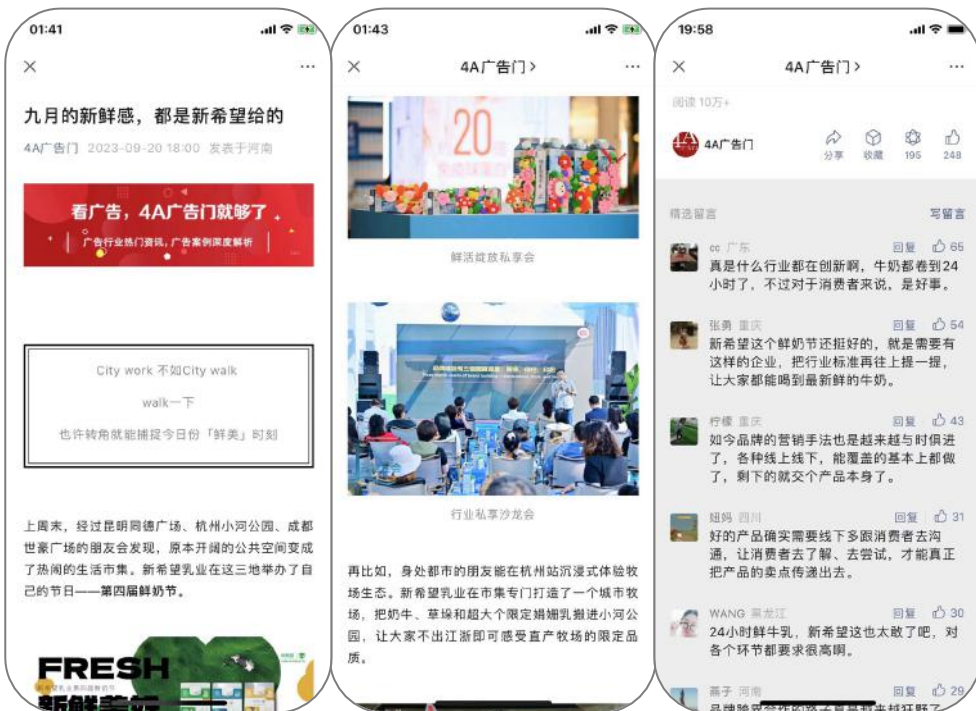 01:41
九月的新鲜感，都是新希望给的
4A广告门 2023-09-20 18:00 发表于河南
看广告，4A广告门就够了
广告行业热门资讯，广告案例深度解析
City work 不如City walk
walk一下
也许转角就能捕捉今日份「鲜美」时刻
上周末，经过昆明同德广场、杭州小河公园、成都
世豪广场的朋友会发现，原本开阔的公共空间变成
了热闹的生活市集。新希望乳业在这三地举办了自
己的节日——第四届鲜奶节。
FRESH
01:43
4A广告门
20
鲜活绽放私享会
行业私享沙龙会
再比如，身处都市的朋友能在杭州站沉浸式体验牧
场生态。新希望乳业在市集专门打造了一个城市牧
场，把奶牛、草垛和超大个限定娟姗乳搬进小河公
园，让大家不出江浙即可感受直产牧场的限定品
质。
19:58
4A广告门
阅读 10万+
4A广告门
分享 收藏 195 248
精选留言 写留言
cc 广东 回复 65
真是什么行业都在创新啊，牛奶都卷到24
小时了，不过对于消费者来说，是好事。
张勇 重庆 回复 54
新希望这个鲜奶节还挺好的，就是需要有
这样的企业，把行业标准再往上提一提，
让大家都能喝到最新鲜的牛奶。
柠檬 重庆 回复 43
如今品牌的营销手法也是越来越与时俱进
了，各种线上线下，能覆盖的基本上都做
了，剩下的就交个产品本身了。
妞妈 四川 回复 31
好的产品确实需要线下多跟消费者去沟
通，让消费者去了解、去尝试，才能真正
把产品的卖点传递出去。
WANG 黑龙江 回复 30
24小时鲜牛乳，新希望这也太敢了吧，对
各个环节都要求很高啊。
燕子 河南 回复 29
品牌跨界合作的路子真是越来越狂野了